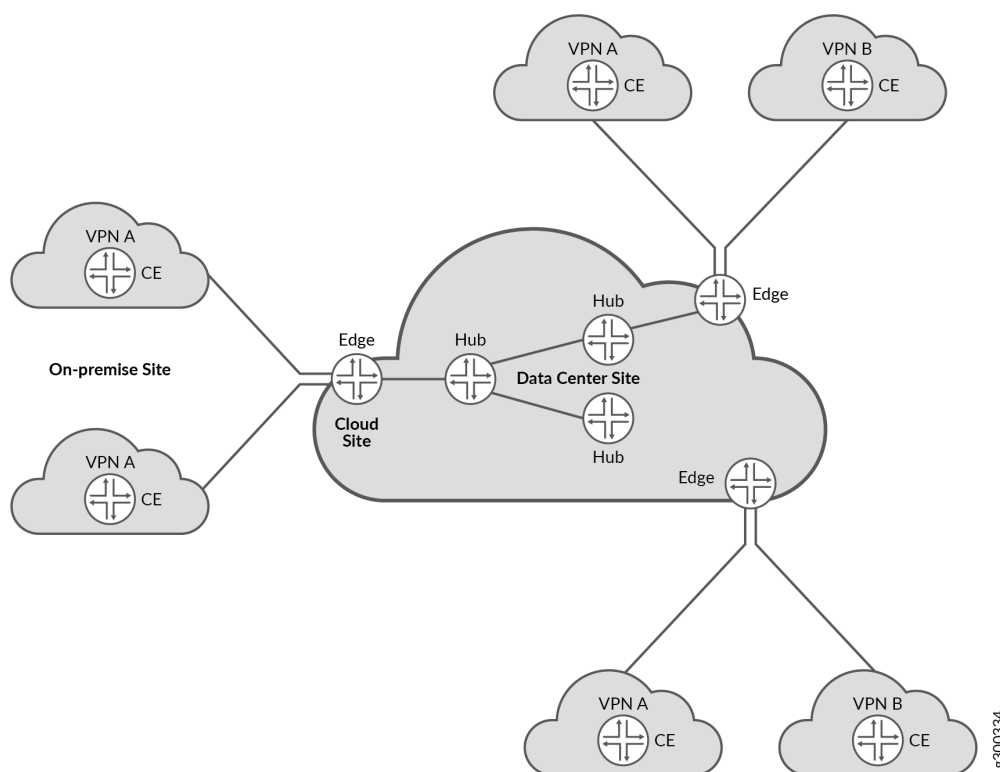 VPN A
CE
VPN B
CE
VPN A
CE
On-premise Site
VPN A
CE
Edge
Hub
Edge
Hub
Cloud
Site
Data Center Site
Hub
Edge
VPN A
CE
VPN B
CE
g300334